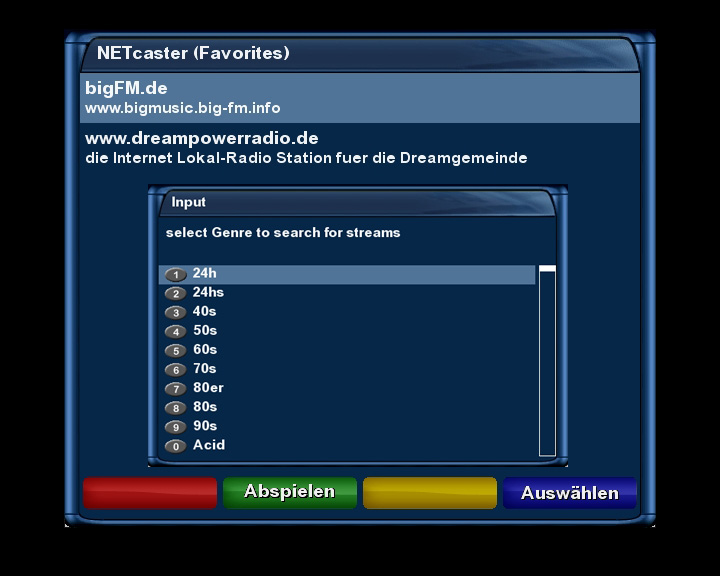 NETcaster (Favorites)
bigFM.de
www.bigmusic.big-fm.info
www.dreampowerradio.de
die Internet Lokal-Radio Station fuer die Dreamgemeinde
Input
select Genre to search for streams
1 24h
2 24hs
3 40s
4 50s
5 60s
6 70s
7 80er
8 80s
9 90s
0 Acid
Abspielen Auswählen